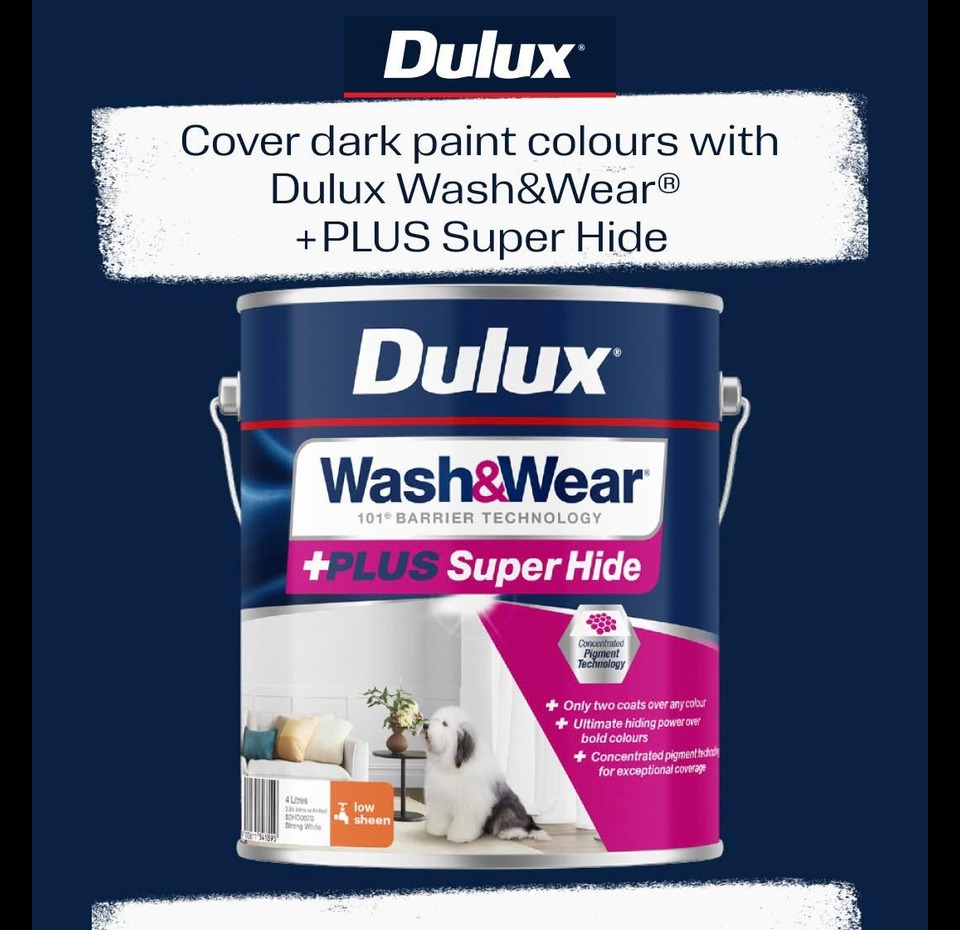 Dulux®
Cover dark paint colours with
Dulux Wash&Wear®
+PLUS Super Hide
Dulux®
Wash&Wear®
101® BARRIER TECHNOLOGY
+PLUS Super Hide
Concentrated
Pigment
Technology
+ Only two coats over any colour
+ Ultimate hiding power over
bold colours
+ Concentrated pigment
for exceptional coverage
4 Litres
Strong White
low
sheen